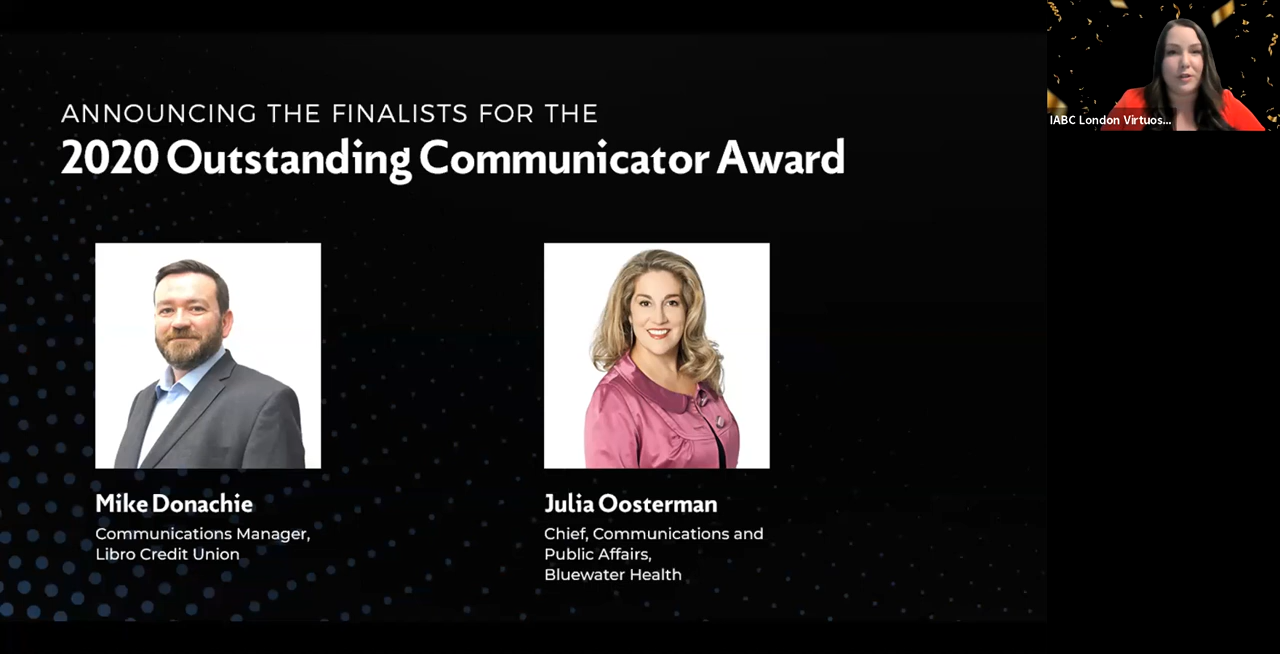 ANNOUNCING THE FINALISTS FOR THE
2020 Outstanding Communicator Award
IABC London Virtuos...
Mike Donachie
Communications Manager,
Libro Credit Union
Julia Oosterman
Chief, Communications and
Public Affairs,
Bluewater Health